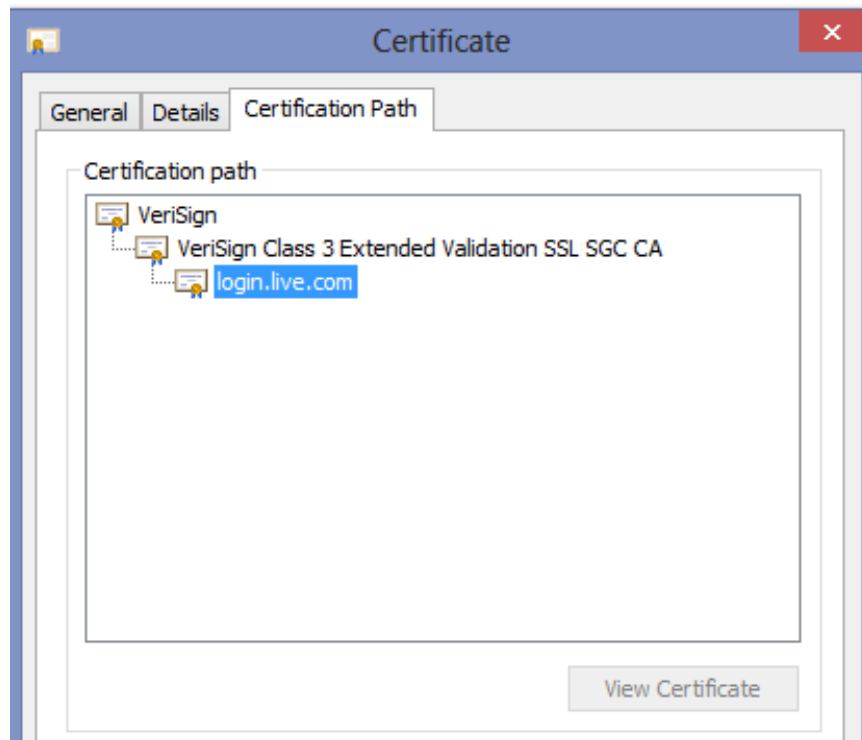 Certificate
General Details Certification Path
Certification path
VeriSign
VeriSign Class 3 Extended Validation SSL SGC CA
login.live.com
View Certificate